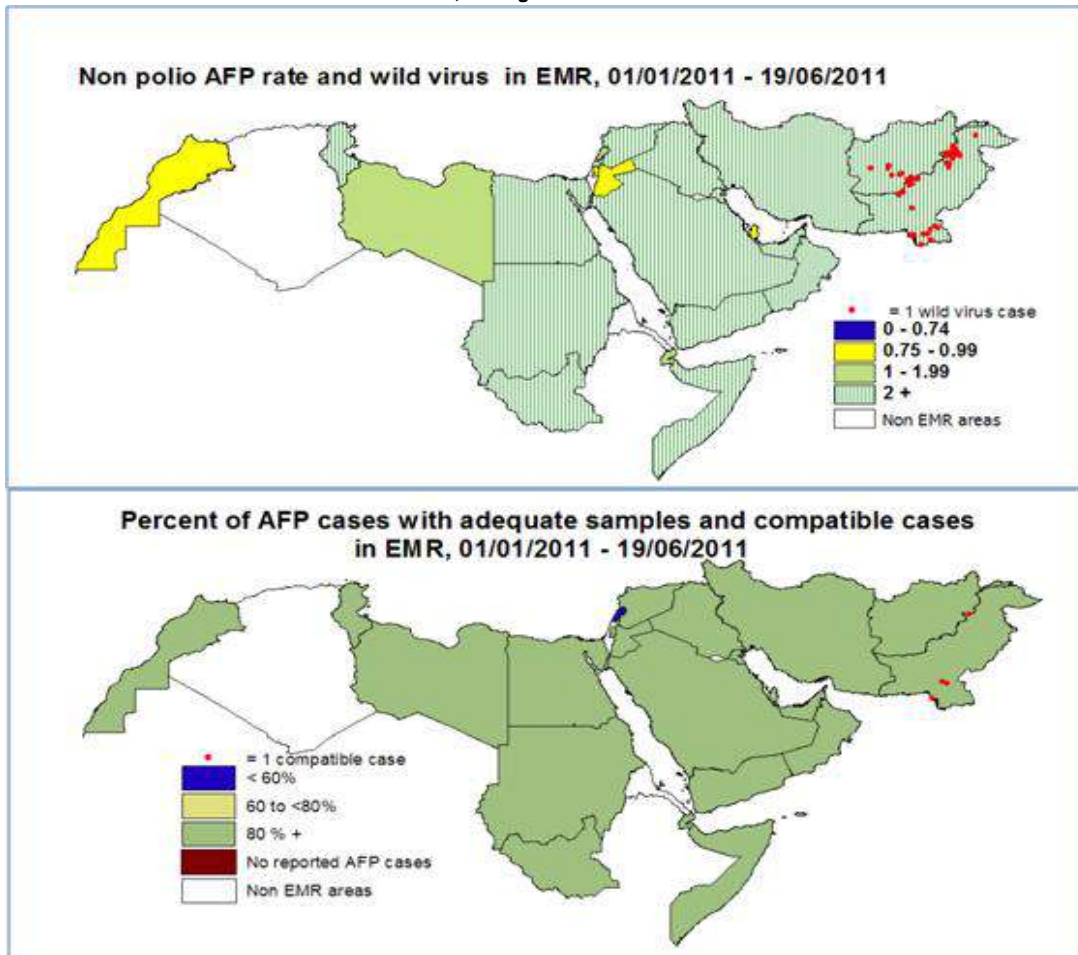 Non polio AFP rate and wild virus in EMR, 01/01/2011 - 19/06/2011
= 1 wild virus case
0 - 0.74
0.75 - 0.99
1 - 1.99
2 +
Non EMR areas
Percent of AFP cases with adequate samples and compatible cases
in EMR, 01/01/2011 - 19/06/2011
= 1 compatible case
< 60%
60 to <80%
80 % +
No reported AFP cases
Non EMR areas